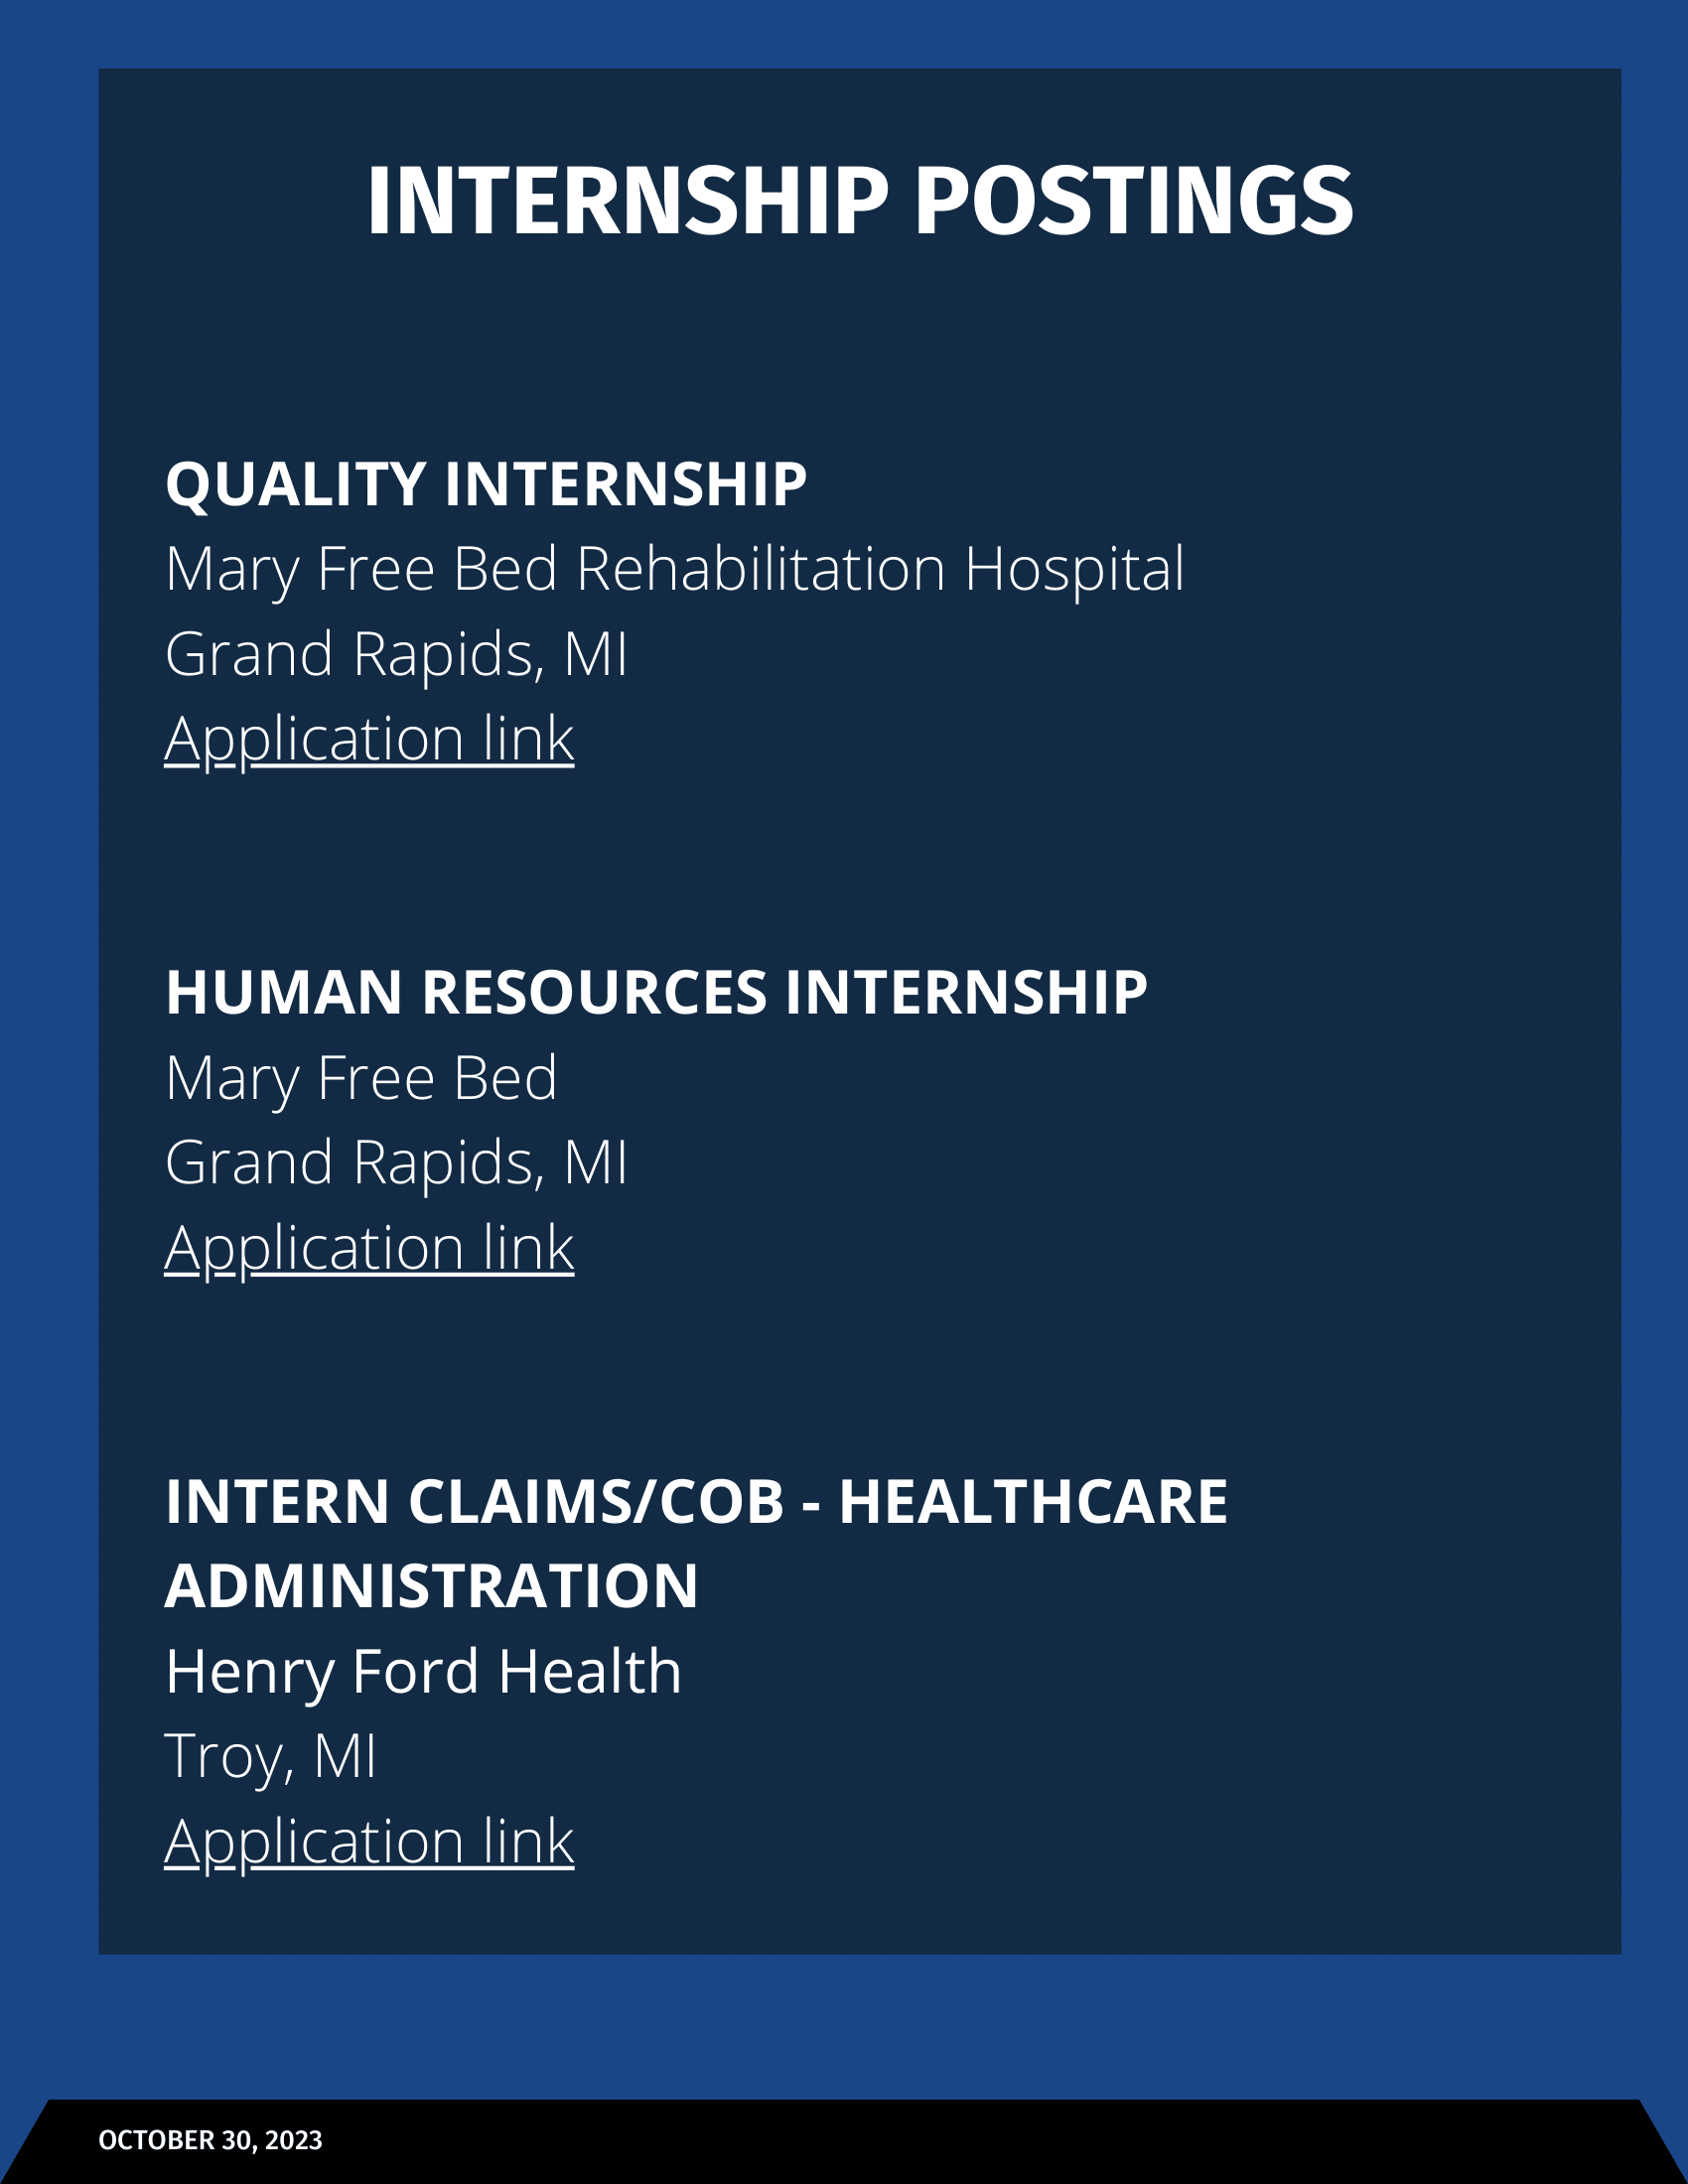 INTERNSHIP POSTINGS
QUALITY INTERNSHIP
Mary Free Bed Rehabilitation Hospital
Grand Rapids, MI
Application link
HUMAN RESOURCES INTERNSHIP
Mary Free Bed
Grand Rapids, MI
Application link
INTERN CLAIMS/COB - HEALTHCARE
ADMINISTRATION
Henry Ford Health
Troy, MI
Application link
OCTOBER 30, 2023